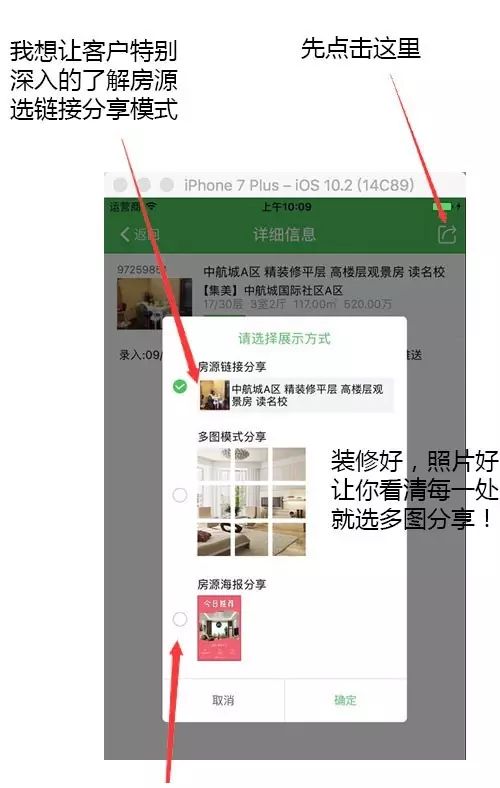 我想让客户特别
深入的了解房源
选链接分享模式
先点击这里
iPhone 7 Plus – iOS 10.2 (14C89)
运营商
上午10:09
返回
详细信息
中航城A区 精装修平层 高楼层观景房 读名校
【集美】中航城国际社区A区
17/30层 3室2厅 117.00㎡ 520.00万
录入:09/
推送
请选择展示方式
房源链接分享
中航城A区 精装修平层 高楼层观
景房 读名校
多图模式分享
装修好，照片好
让你看清每一处
就选多图分享！
房源海报分享
今日推荐
取消
确定